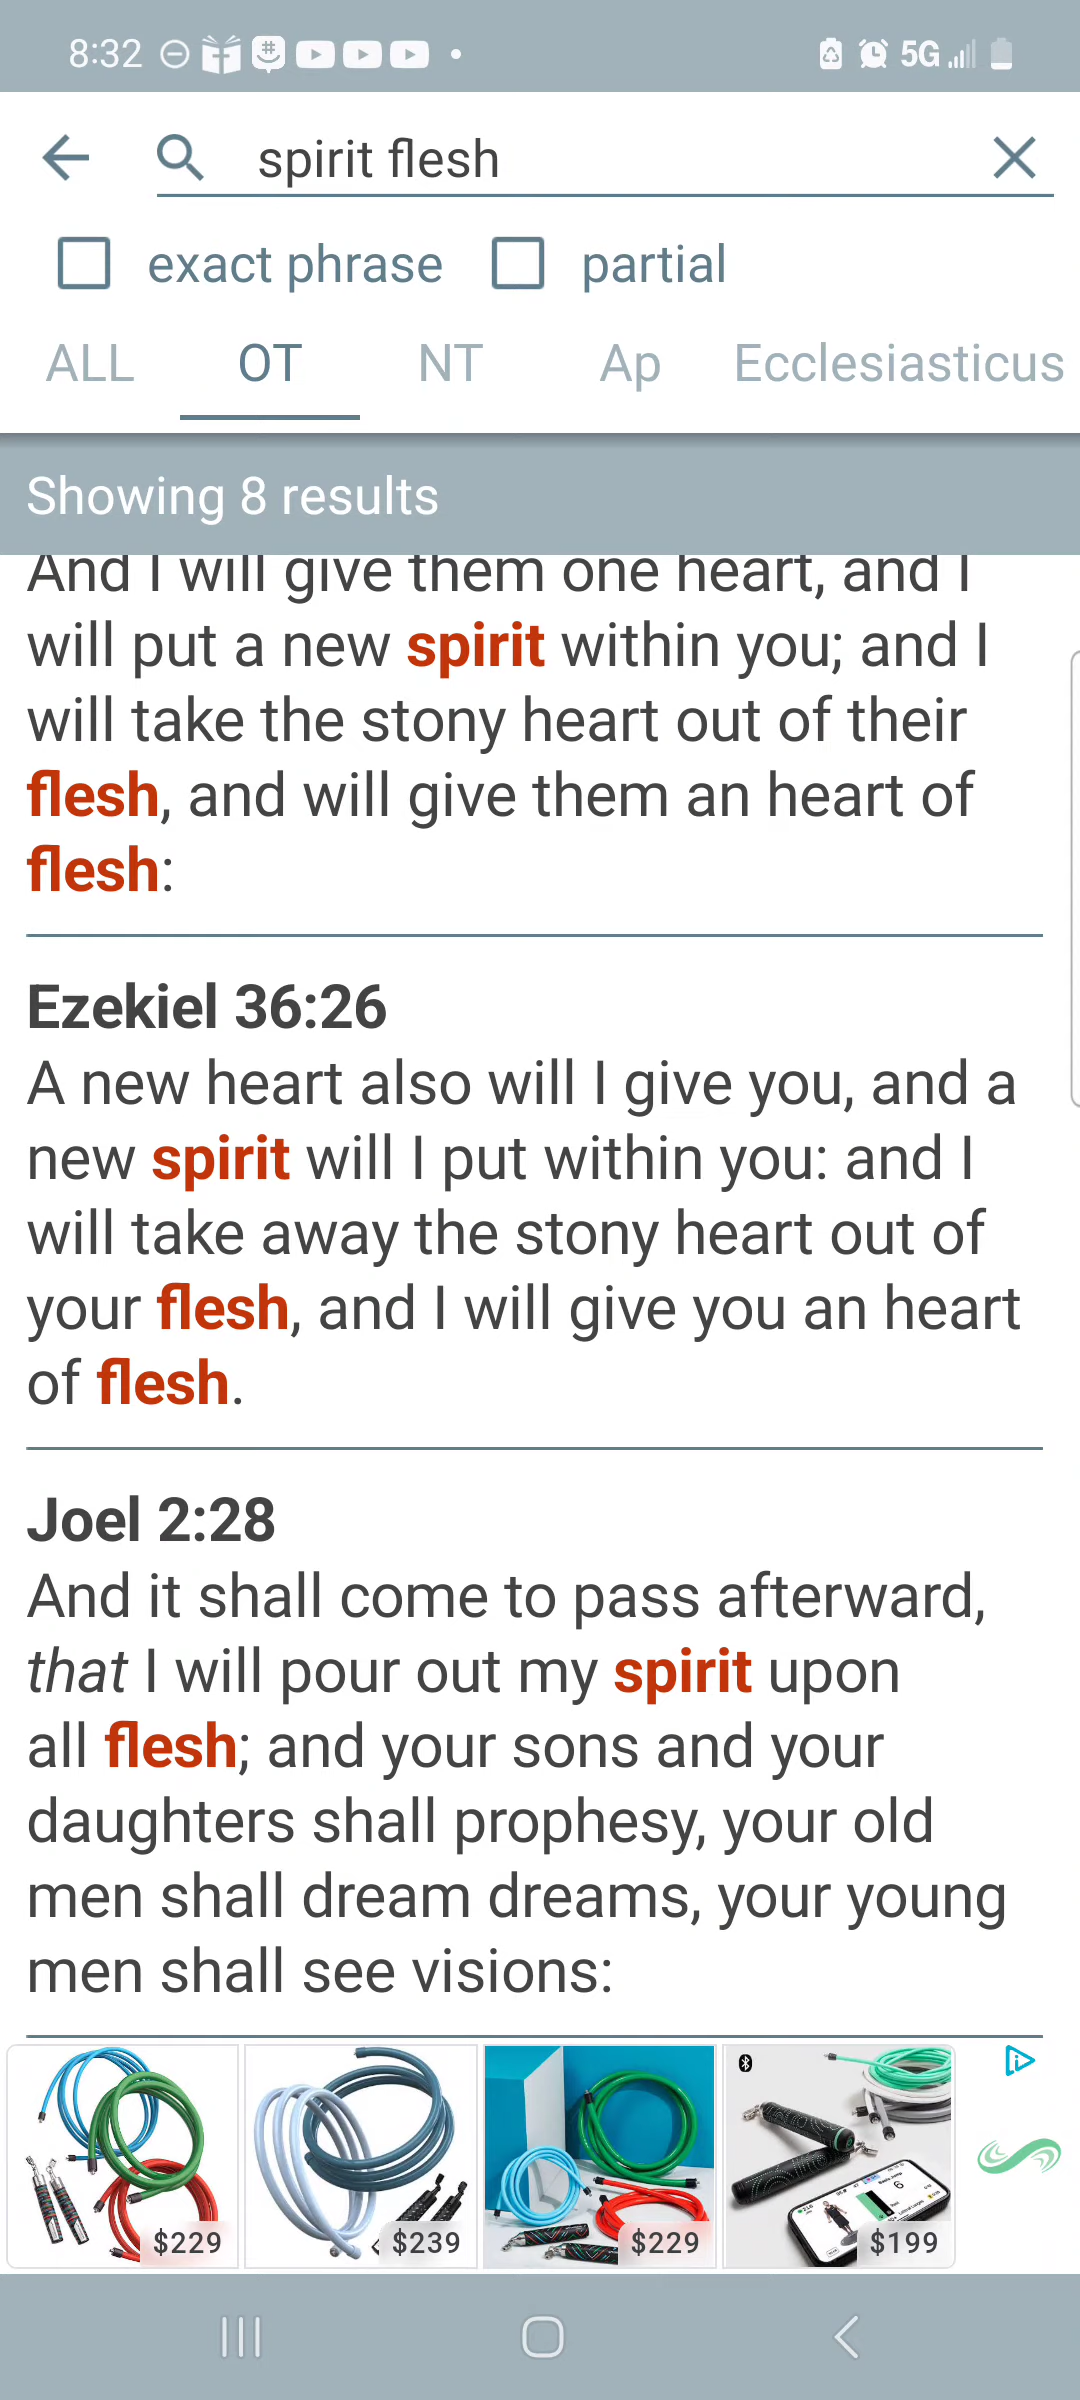 8:32
5G
spirit flesh
exact phrase partial
ALL OT NT Ap Ecclesiasticus
Showing 8 results
And I will give them one heart, and I
will put a new spirit within you; and I
will take the stony heart out of their
flesh, and will give them an heart of
flesh:
Ezekiel 36:26
A new heart also will I give you, and a
new spirit will I put within you: and I
will take away the stony heart out of
your flesh, and I will give you an heart
of flesh.
Joel 2:28
And it shall come to pass afterward,
that I will pour out my spirit upon
all flesh; and your sons and your
daughters shall prophesy, your old
men shall dream dreams, your young
men shall see visions:
$229 $239 $229 $199